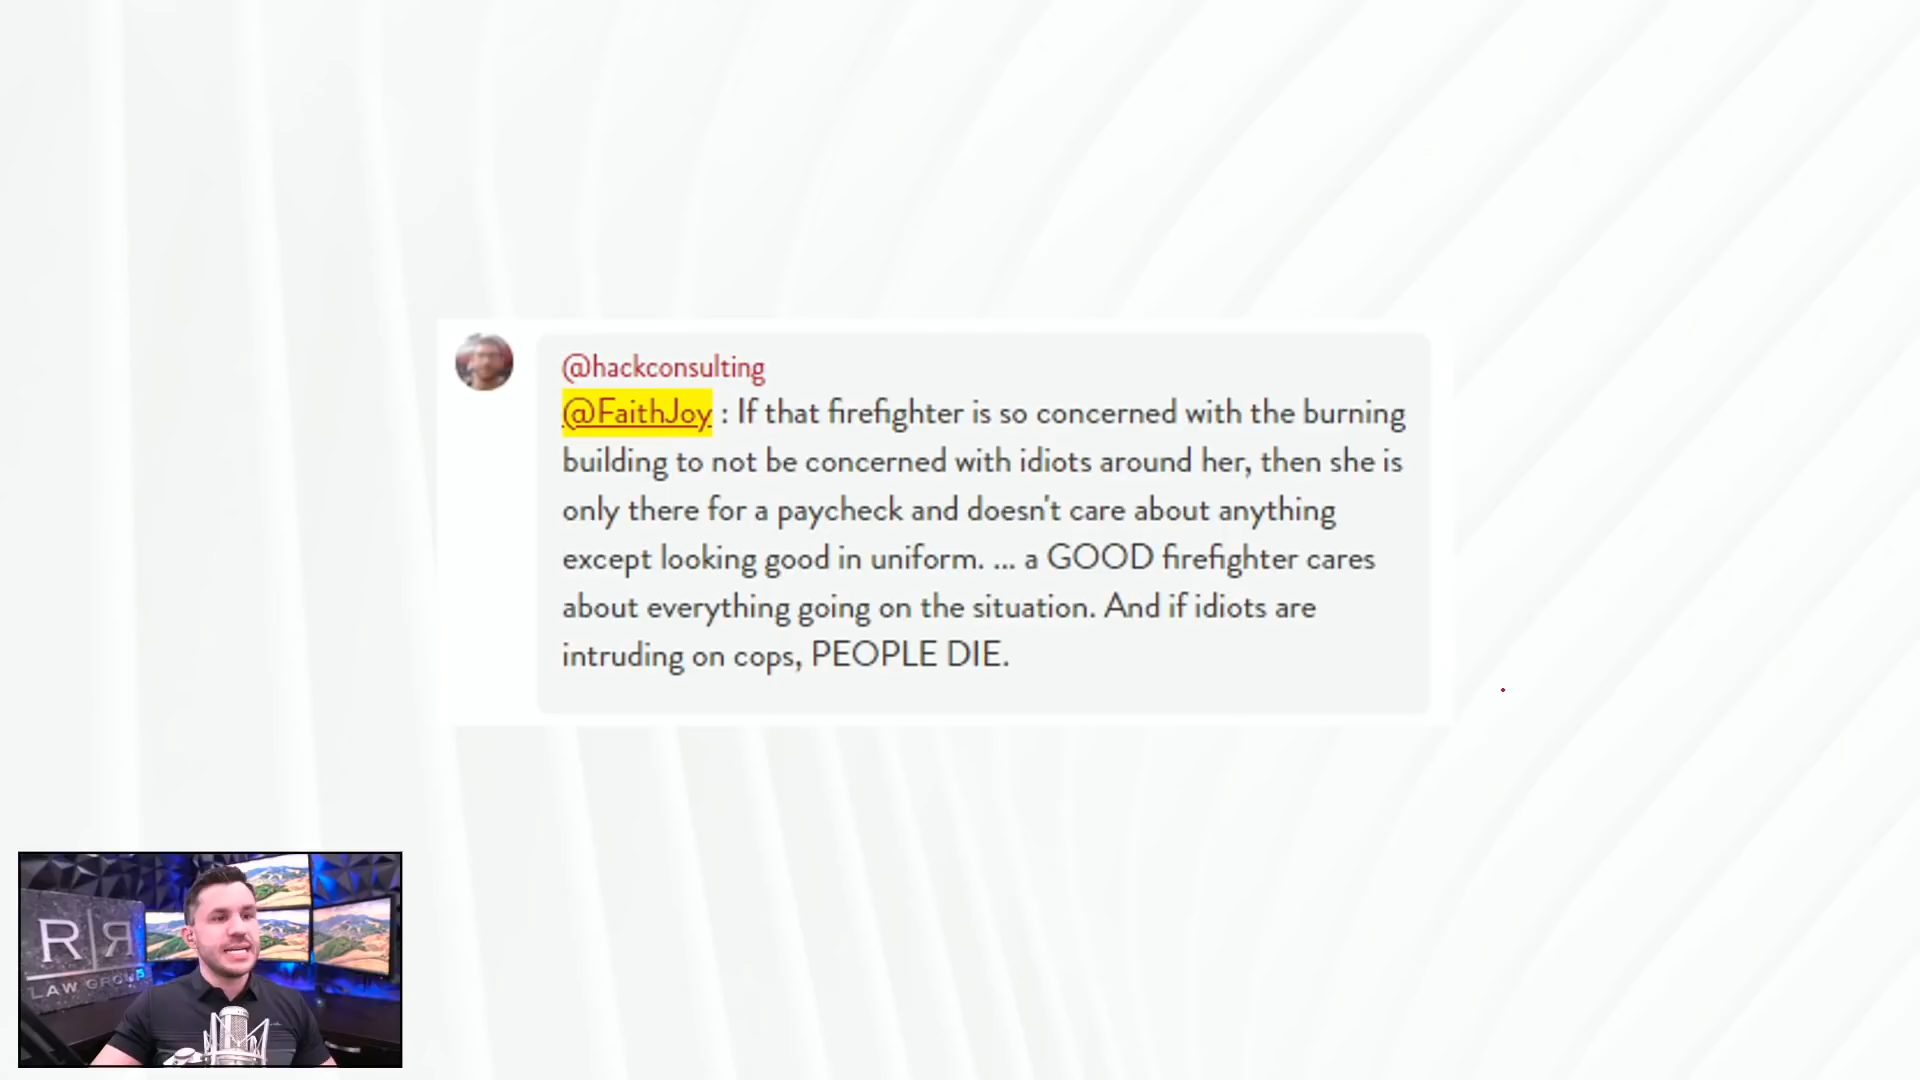 @hackconsulting
@FaithJoy : If that firefighter is so concerned with the burning
building to not be concerned with idiots around her, then she is
only there for a paycheck and doesn't care about anything
except looking good in uniform. ... a GOOD firefighter cares
about everything going on the situation. And if idiots are
intruding on cops, PEOPLE DIE.
R|Я
LAW GROUP